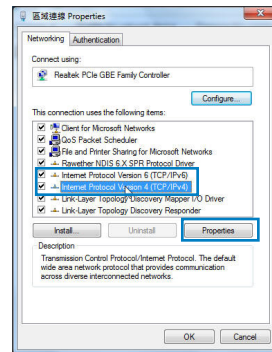 區域連線 Properties
Networking Authentication
Connect using:
Realtek PCIe GBE Family Controller
Configure...
This connection uses the following items:
Client for Microsoft Networks
QoS Packet Scheduler
File and Printer Sharing for Microsoft Networks
Rawether NDIS 6.X SPR Protocol Driver
Internet Protocol Version 6 (TCP/IPv6)
Internet Protocol Version 4 (TCP/IPv4)
Link-Layer Topology Discovery Mapper I/O Driver
Link-Layer Topology Discovery Responder
Install... Uninstall Properties
Description
Transmission Control Protocol/Internet Protocol. The default
wide area network protocol that provides communication
across diverse interconnected networks.
OK Cancel